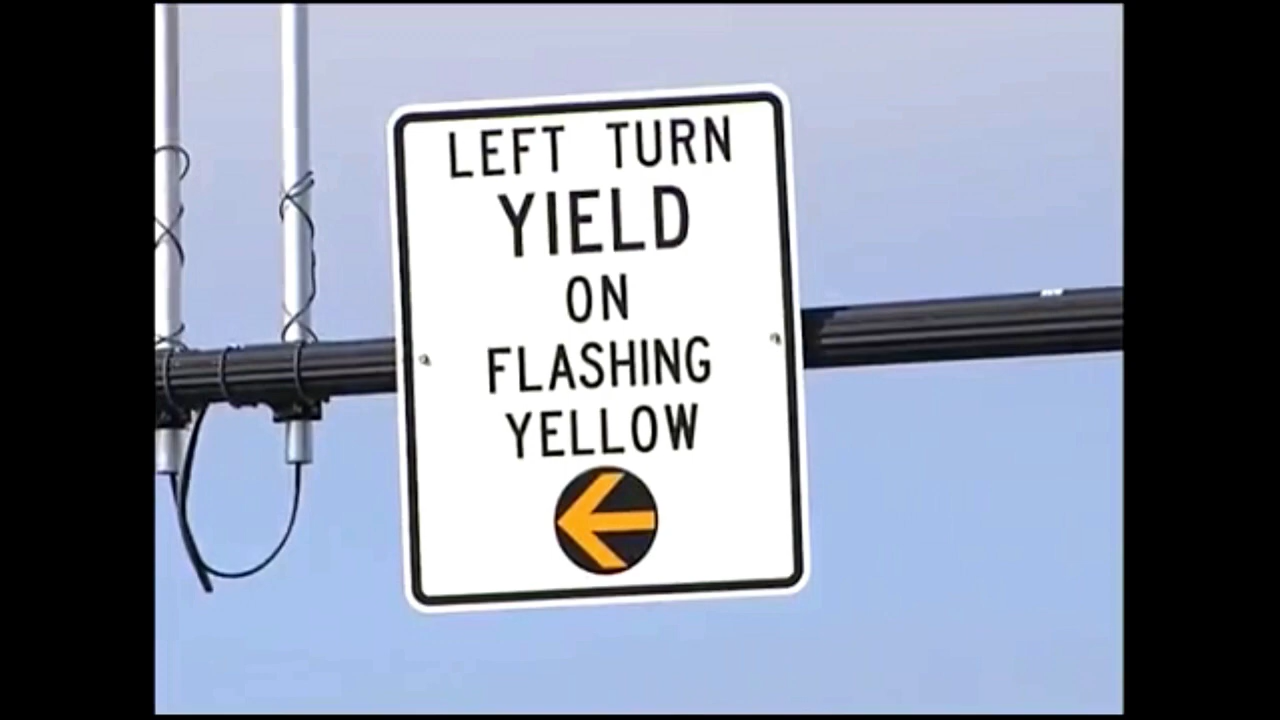 LEFT TURN
YIELD
ON
FLASHING
YELLOW